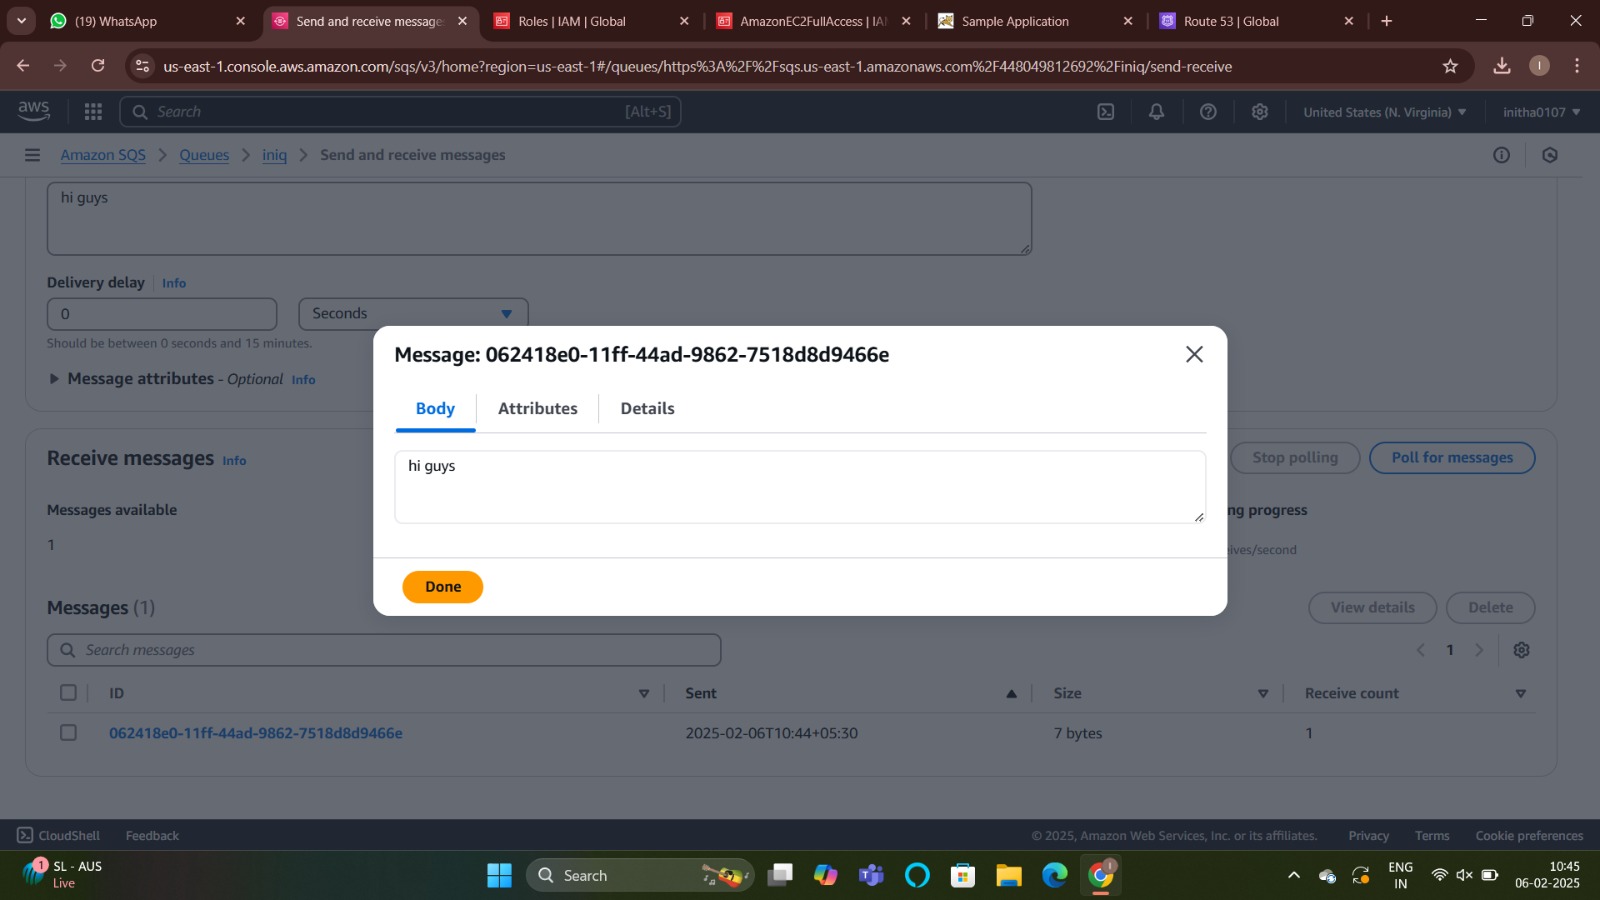 (19) WhatsApp
Send and receive messages
Roles | IAM | Global
AmazonEC2FullAccess | IAM
Sample Application
Route 53 | Global
us-east-1.console.aws.amazon.com/sqs/v3/home?region=us-east-1#/queues/https%3A%2F%2Fsqs.us-east-1.amazonaws.com%2F448049812692%2Finiq/send-receive
I
aws
Search
[Alt+S]
United States (N. Virginia)
initha0107
Amazon SQS
Queues
iniq
Send and receive messages
hi guys
Delivery delay
Info
0
Seconds
Should be between 0 seconds and 15 minutes.
Message attributes - Optional Info
Message: 062418e0-11ff-44ad-9862-7518d8d9466e
Body
Attributes
Details
hi guys
Done
Receive messages Info
Stop polling
Poll for messages
Messages available
ng progress
1
ives/second
Messages (1)
View details
Delete
Search messages
1
ID
Sent
Size
Receive count
062418e0-11ff-44ad-9862-7518d8d9466e
2025-02-06T10:44+05:30
7 bytes
1
CloudShell
Feedback
© 2025, Amazon Web Services, Inc. or its affiliates.
Privacy
Terms
Cookie preferences
1
SL - AUS
Live
Search
I
ENG
IN
10:45
06-02-2025